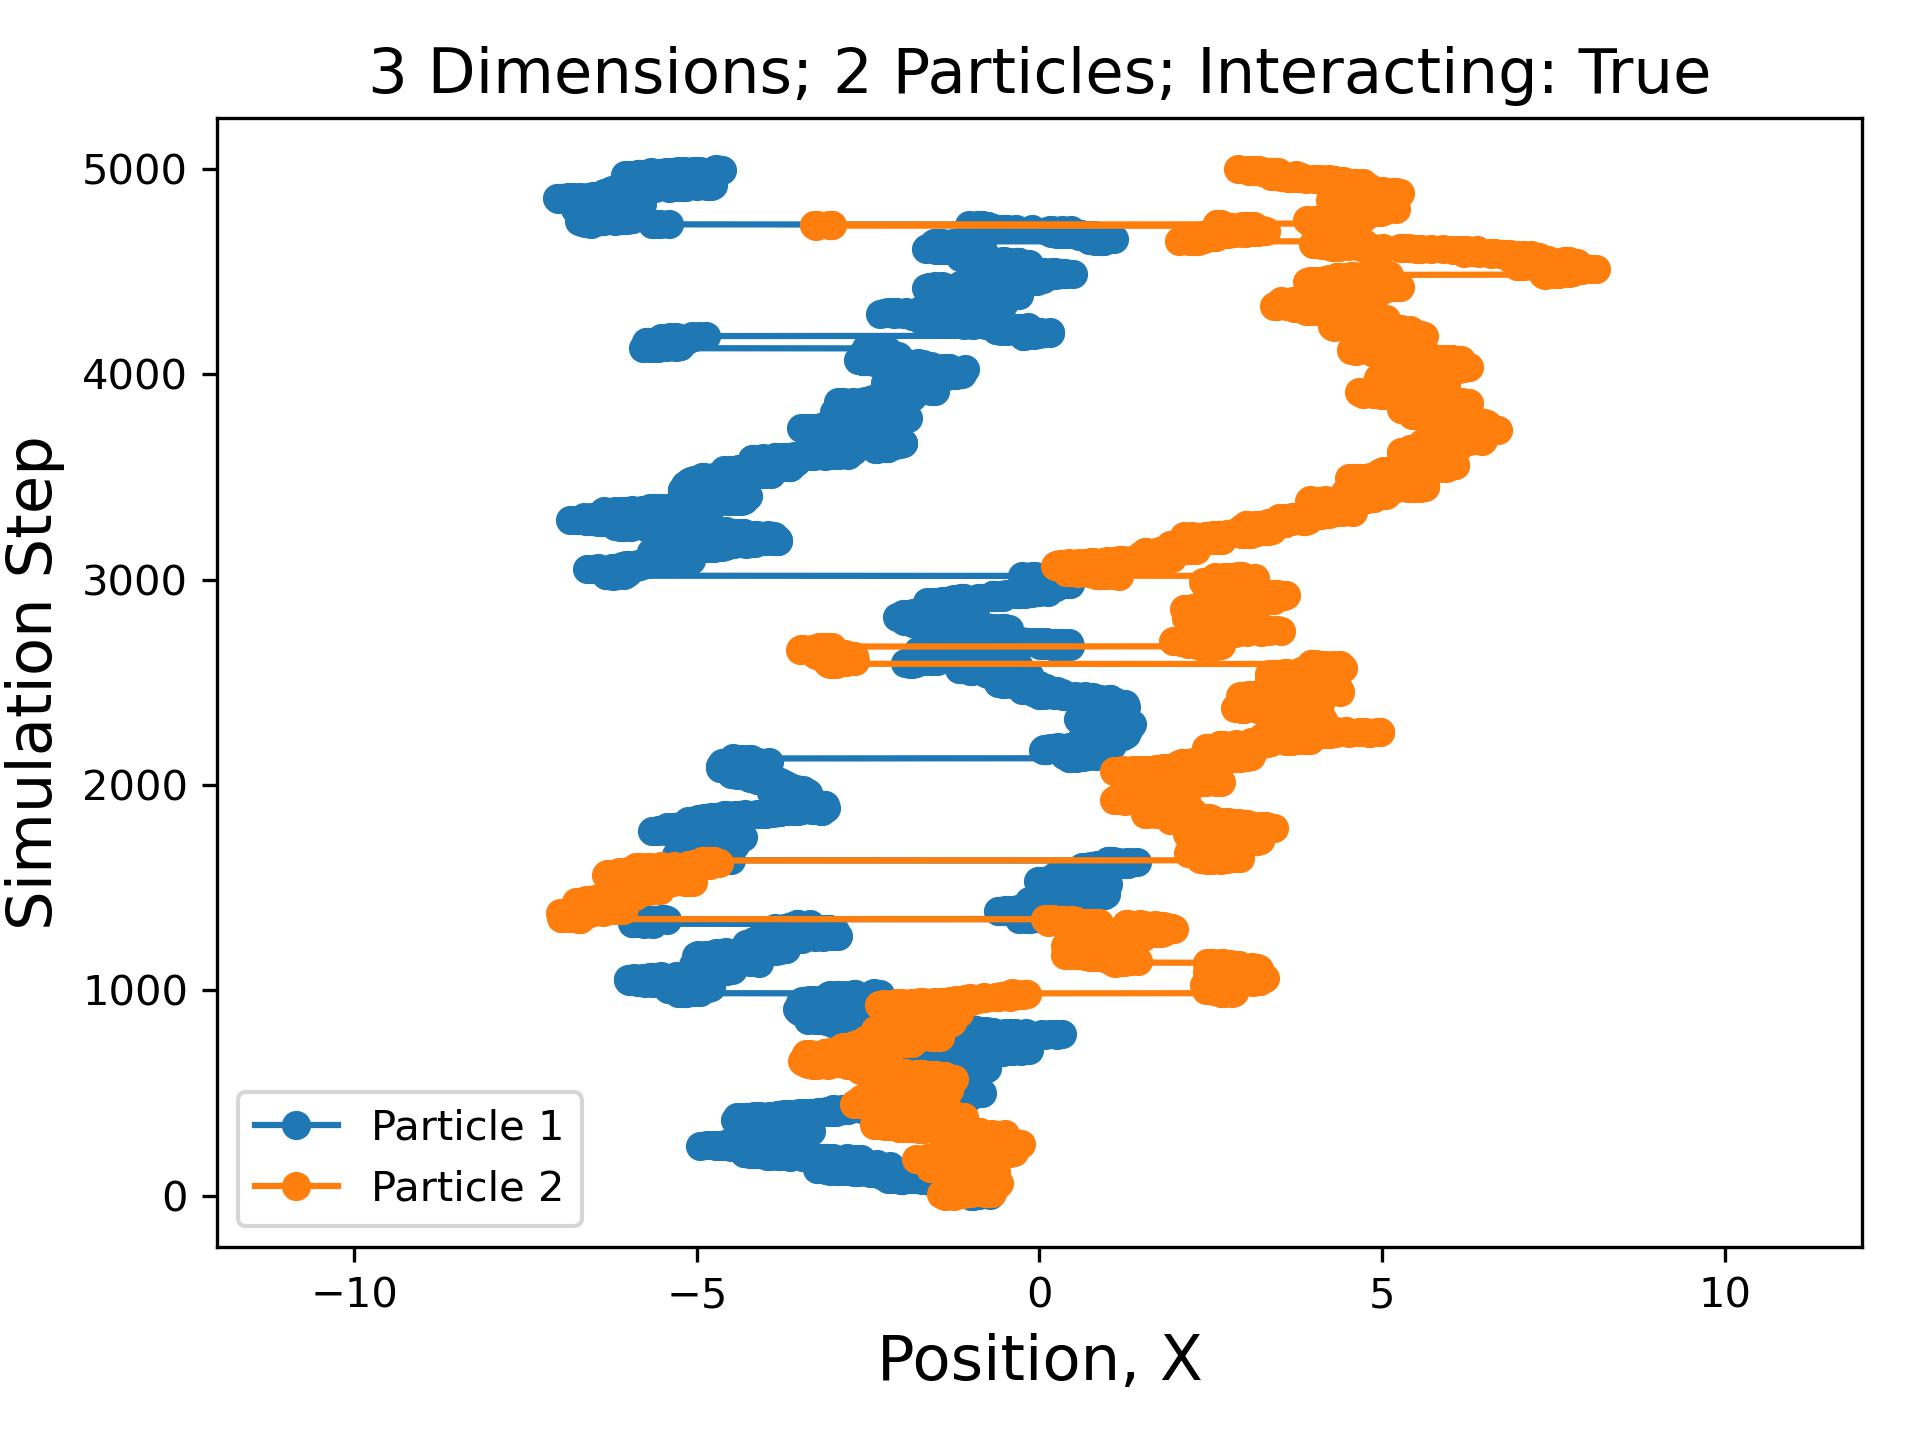 3 Dimensions; 2 Particles; Interacting: True
Simulation Step
5000
4000
3000
2000
1000
0
Particle 1
Particle 2
−10
−5
0
5
10
Position, X